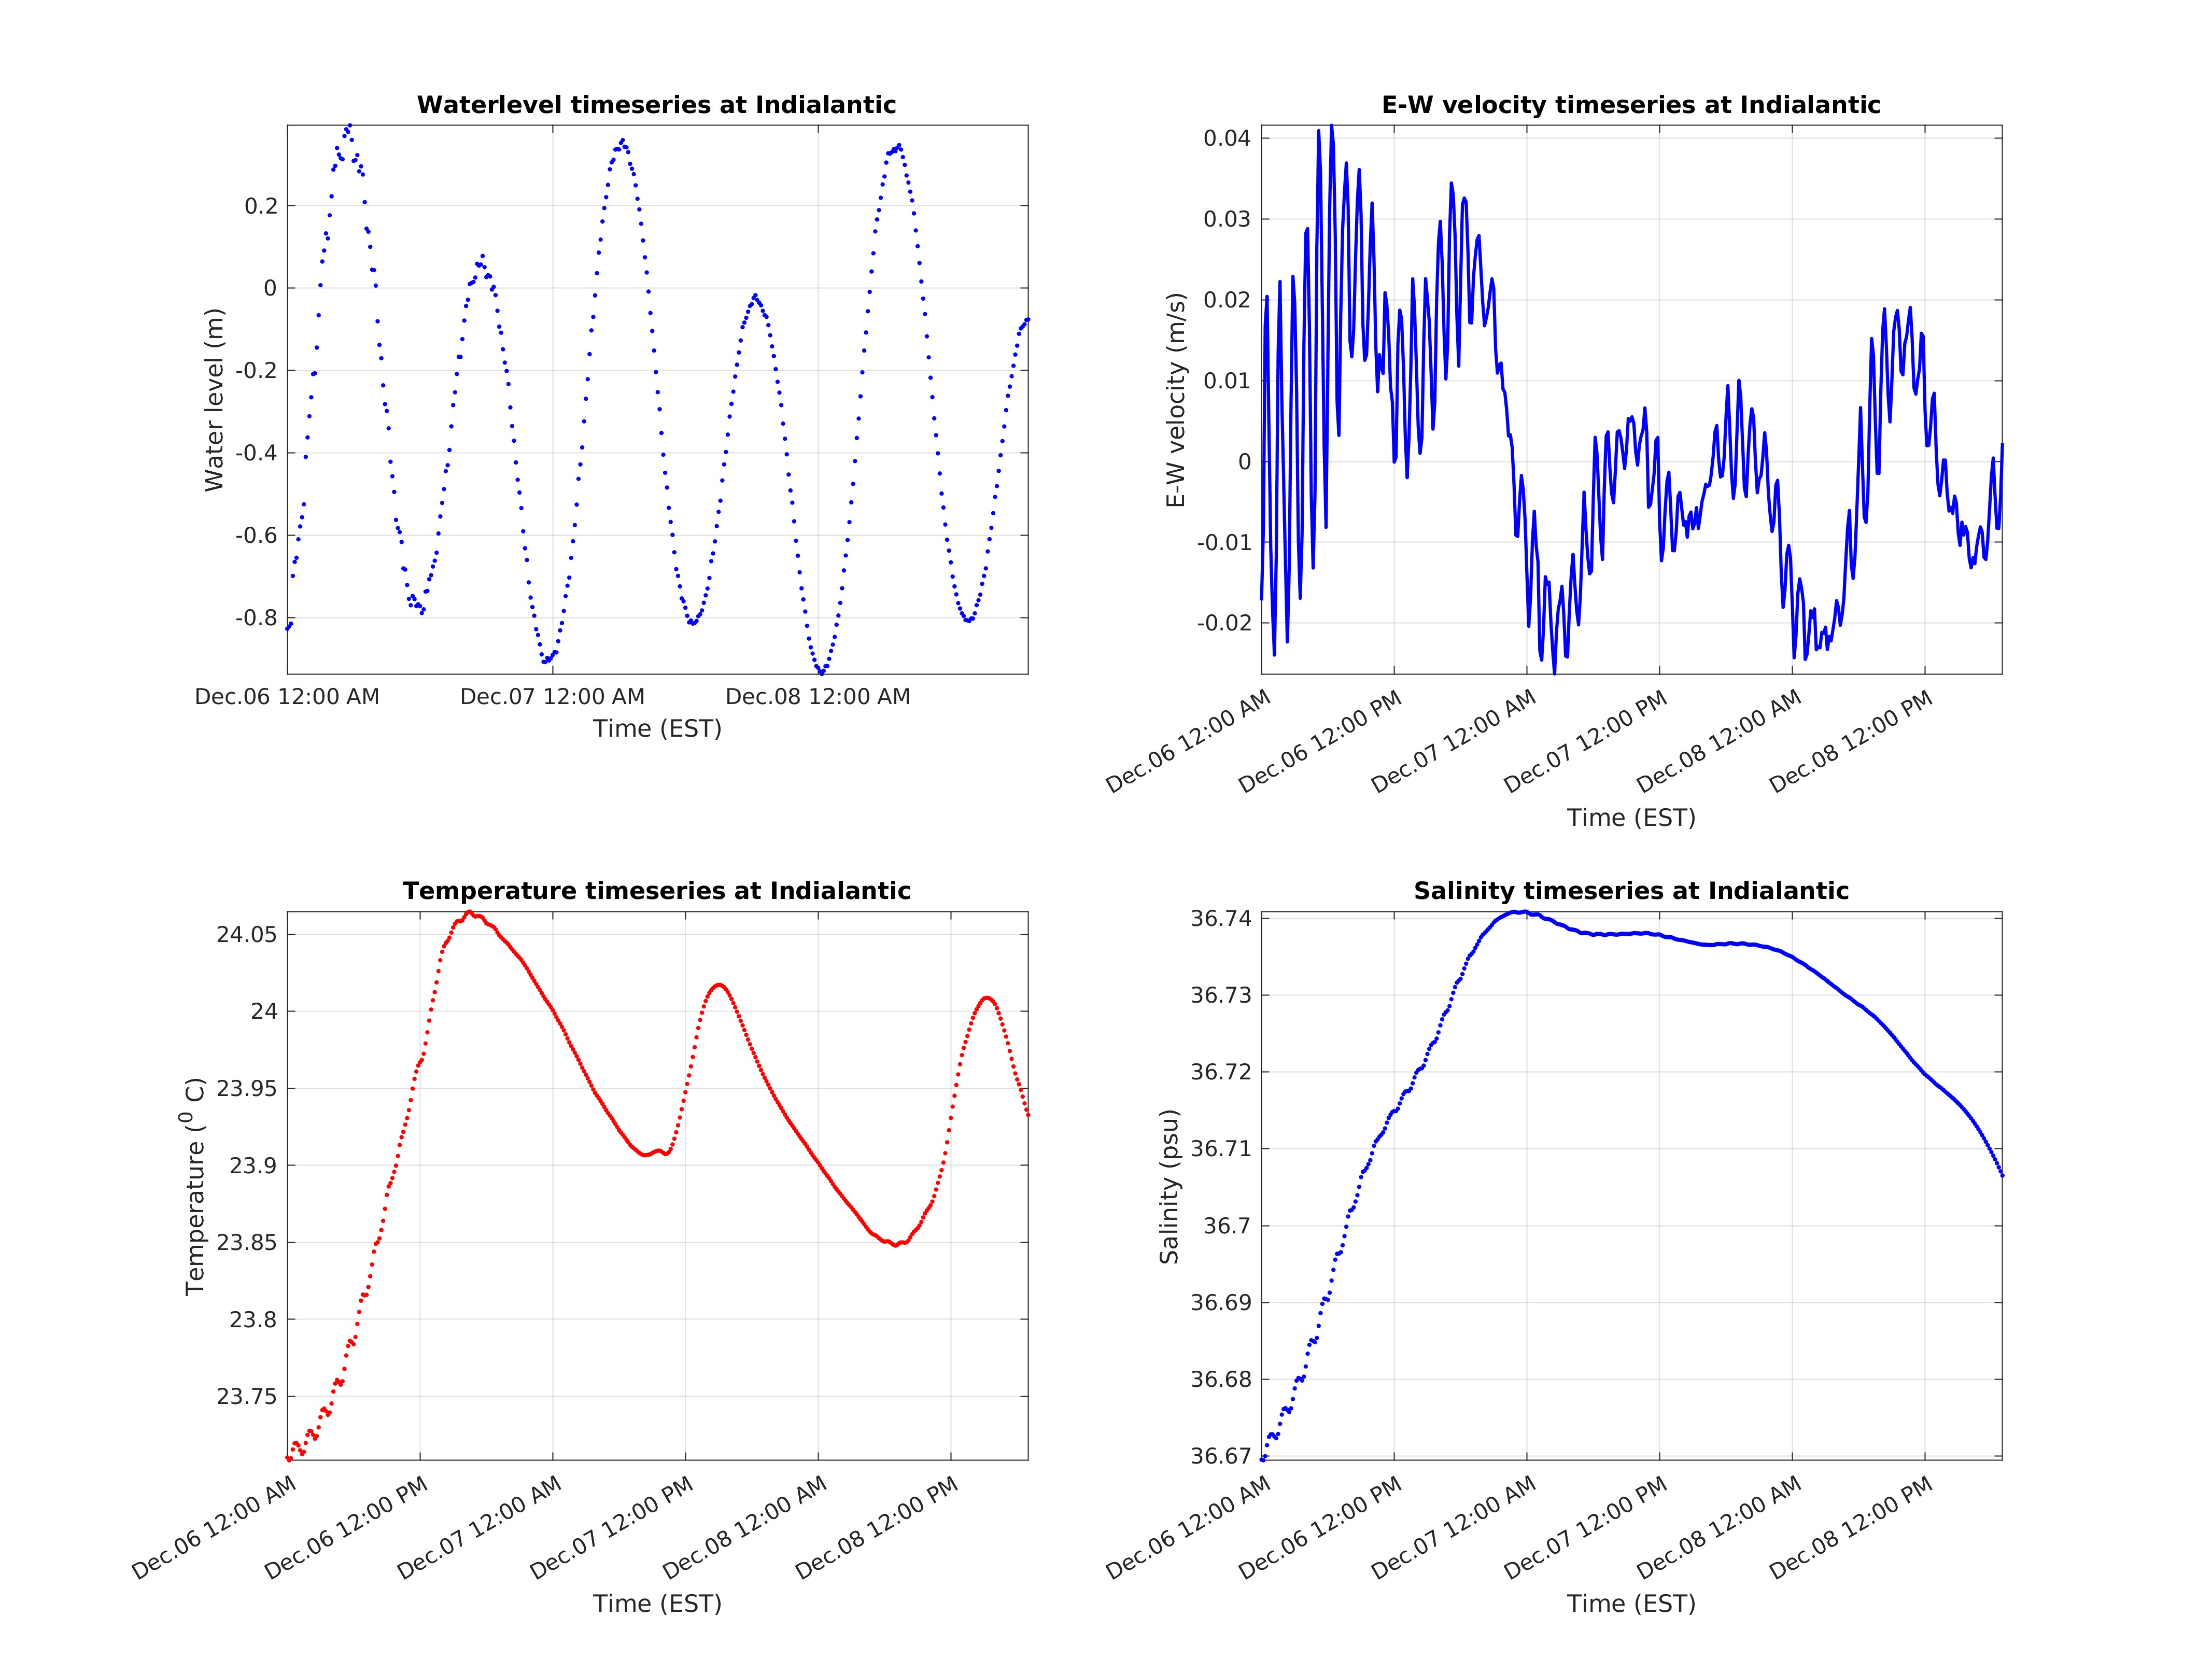 Waterlevel timeseries at Indialantic
0.2
0
-0.2
-0.4
-0.6
-0.8
Water level (m)
Dec.06 12:00 AM
Dec.07 12:00 AM
Dec.08 12:00 AM
Time (EST)
E-W velocity timeseries at Indialantic
0.04
0.03
0.02
0.01
0
-0.01
-0.02
E-W velocity (m/s)
Dec.06 12:00 AM
Dec.06 12:00 PM
Dec.07 12:00 AM
Dec.07 12:00 PM
Dec.08 12:00 AM
Dec.08 12:00 PM
Time (EST)
Temperature timeseries at Indialantic
24.05
24
23.95
23.9
23.85
23.8
23.75
Temperature (⁰ C)
Dec.06 12:00 AM
Dec.06 12:00 PM
Dec.07 12:00 AM
Dec.07 12:00 PM
Dec.08 12:00 AM
Dec.08 12:00 PM
Time (EST)
Salinity timeseries at Indialantic
36.74
36.73
36.72
36.71
36.7
36.69
36.68
36.67
Salinity (psu)
Dec.06 12:00 AM
Dec.06 12:00 PM
Dec.07 12:00 AM
Dec.07 12:00 PM
Dec.08 12:00 AM
Dec.08 12:00 PM
Time (EST)